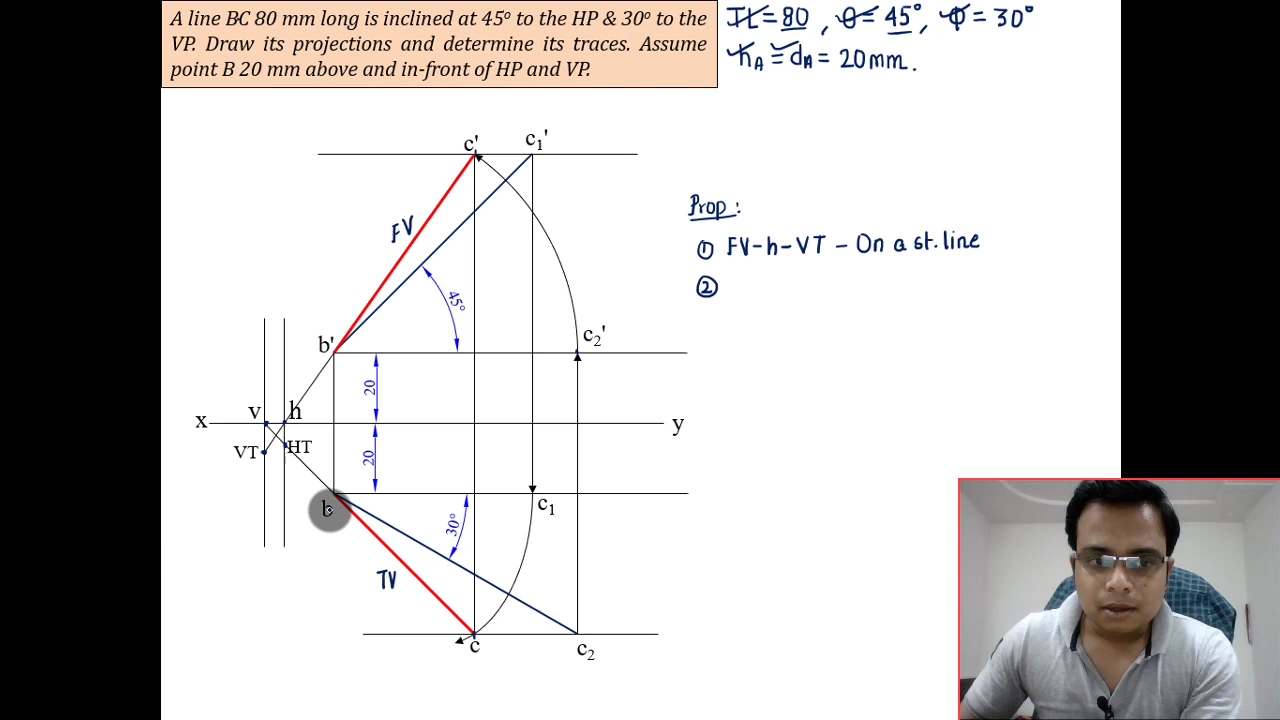 A line BC 80 mm long is inclined at 45° to the HP & 30° to the
VP. Draw its projections and determine its traces. Assume
point B 20 mm above and in-front of HP and VP.
TL = 80 , θ = 45°, Φ = 30°
hA = dA = 20mm.
c' c1'
FV
Prop :
① FV-h-VT - On a st. line
②
45°
b' c2'
20
x v h y
VT HT
20
b c1
30°
TV
c c2